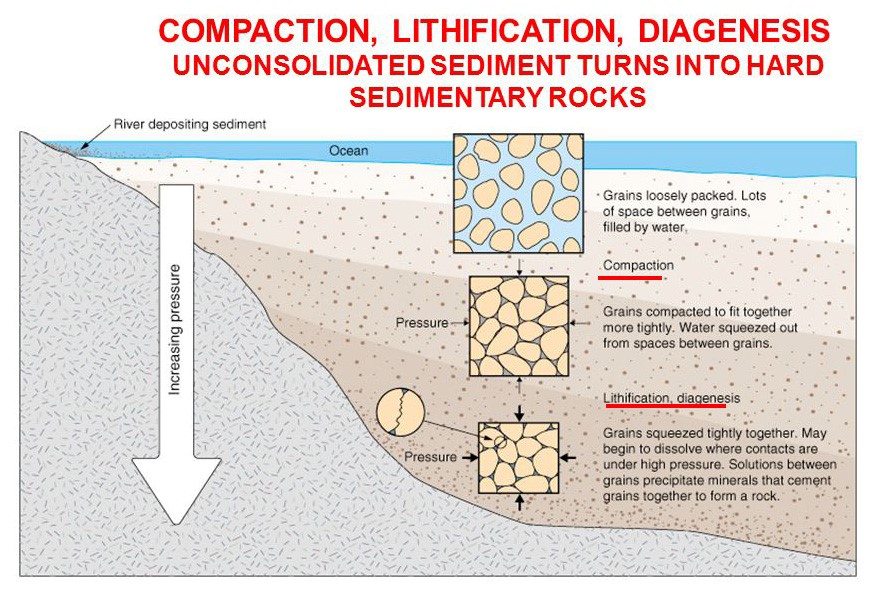 COMPACTION, LITHIFICATION, DIAGENESIS
UNCONSOLIDATED SEDIMENT TURNS INTO HARD
SEDIMENTARY ROCKS
River depositing sediment
Ocean
Grains loosely packed. Lots
of space between grains,
filled by water.
Compaction
Increasing pressure
Pressure
Grains compacted to fit together
more tightly. Water squeezed out
from spaces between grains.
Lithification, diagenesis
Pressure
Grains squeezed tightly together. May
begin to dissolve where contacts are
under high pressure. Solutions between
grains precipitate minerals that cement
grains together to form a rock.